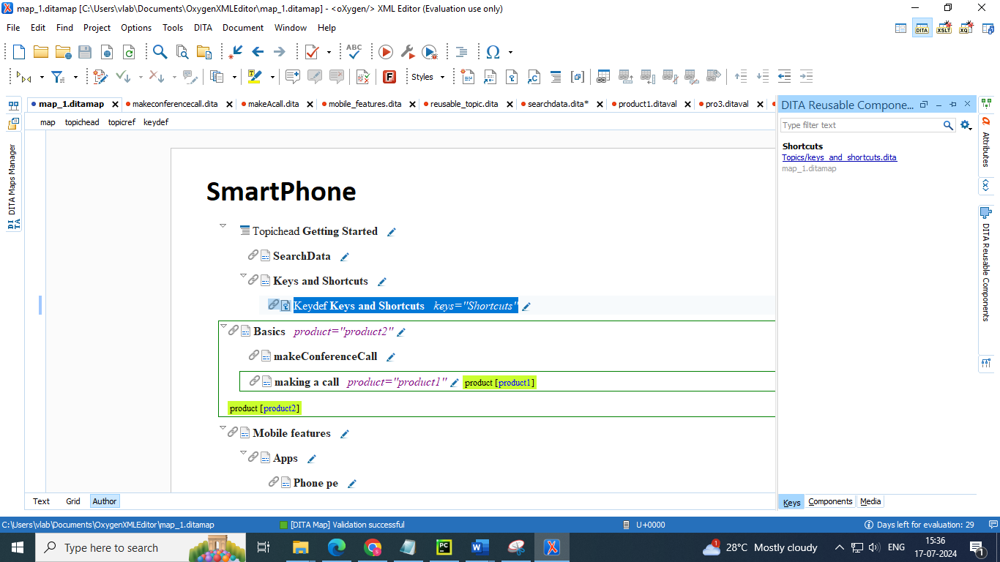 map_1.ditamap [C:\Users\vlab\Documents\OxygenXMLEditor\map_1.ditamap] - <oXygen/> XML Editor (Evaluation use only)
File Edit Find Project Options Tools DITA Document Window Help
DITA XSLT XQ
ABC
F Styles
map_1.ditamap makeconferencecall.dita makeAcall.dita mobile_features.dita reusable_topic.dita searchdata.dita* product1.ditaval pro3.ditaval
map topichead topicref keydef
DITA Maps Manager
DITA
SmartPhone
Topichead Getting Started
SearchData
Keys and Shortcuts
Keydef Keys and Shortcuts keys="Shortcuts"
Basics product="product2"
makeConferenceCall
making a call product="product1" product [product1]
product [product2]
Mobile features
Apps
Phone pe
Text Grid Author
DITA Reusable Compone...
Type filter text
Shortcuts
Topics/keys_and_shortcuts.dita
map_1.ditamap
Keys Components Media
Attributes
DITA Reusable Components
C:\Users\vlab\Documents\OxygenXMLEditor\map_1.ditamap [DITA Map] Validation successful U+0000 Days left for evaluation: 29
Type here to search
PC W
28°C Mostly cloudy ENG
15:36
17-07-2024
1